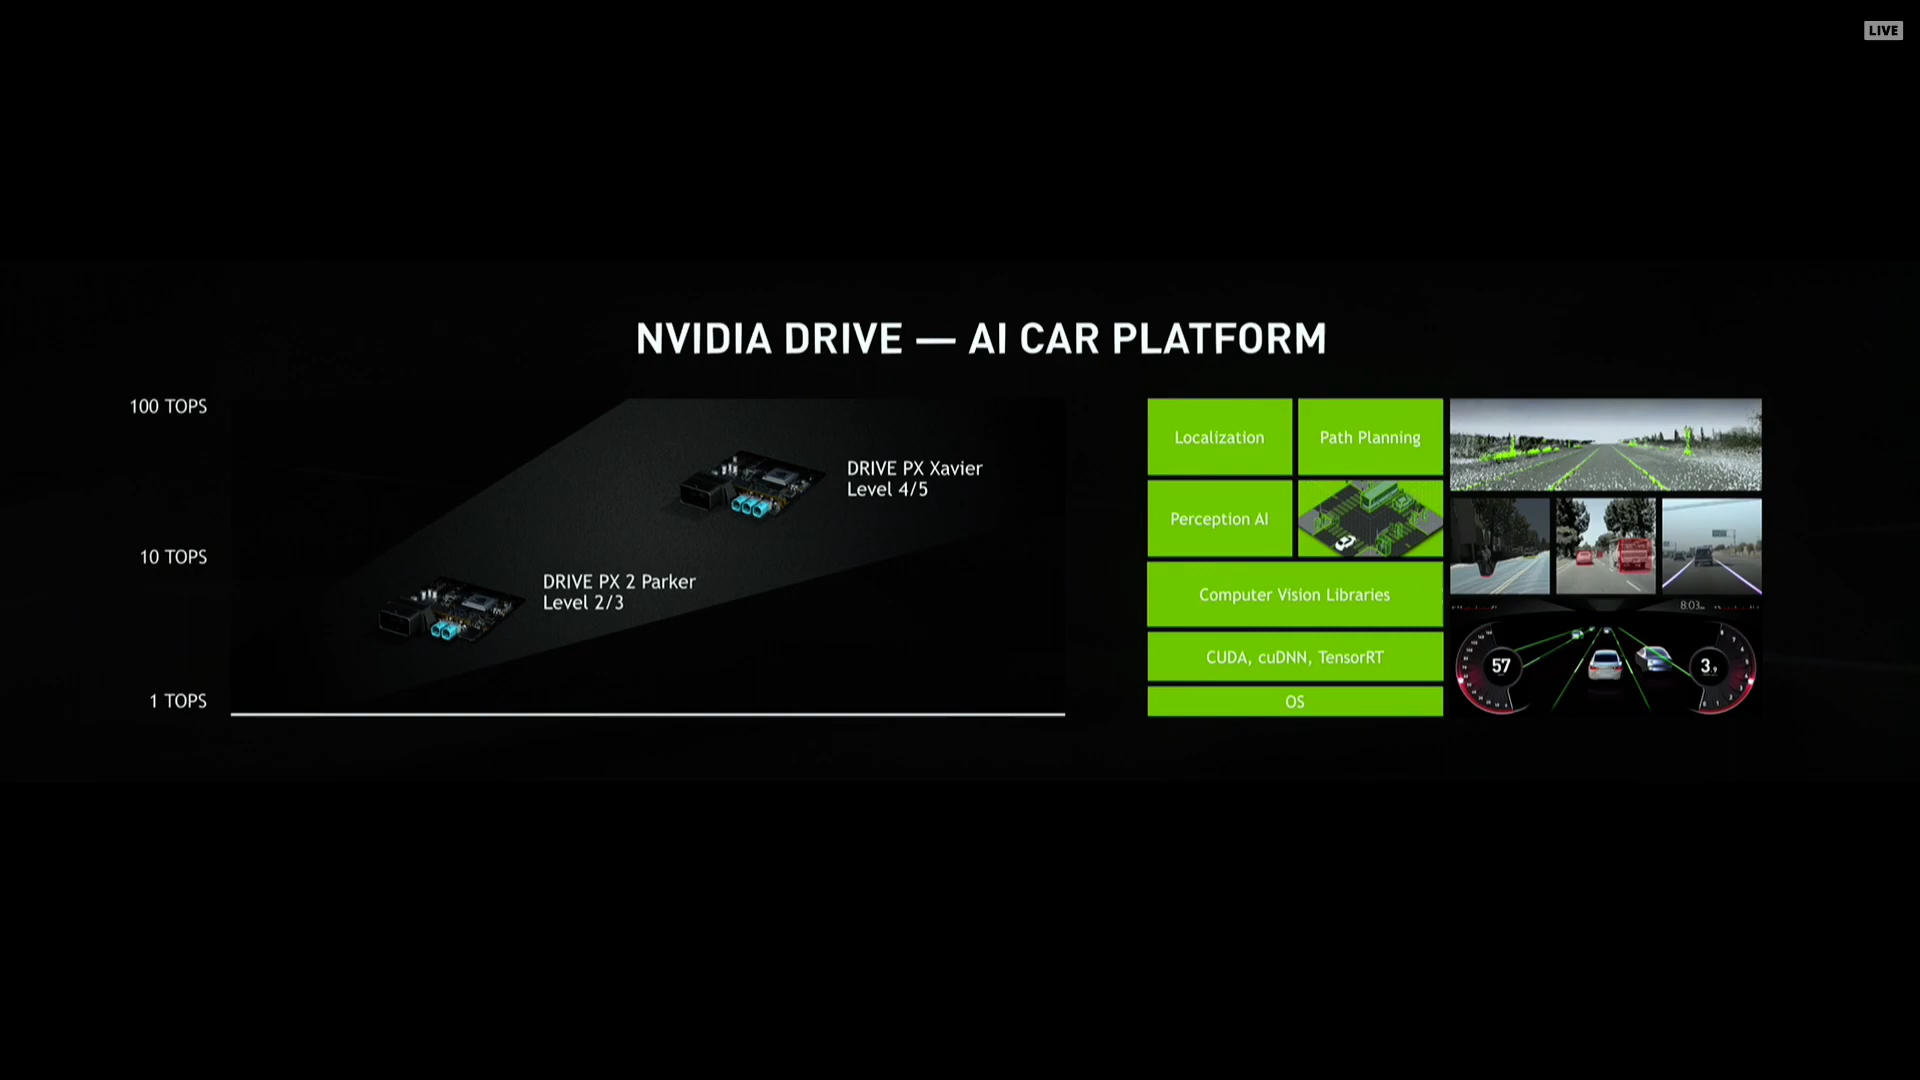 LIVE
NVIDIA DRIVE — AI CAR PLATFORM
100 TOPS
10 TOPS
1 TOPS
DRIVE PX Xavier
Level 4/5
DRIVE PX 2 Parker
Level 2/3
Localization
Path Planning
Perception AI
Computer Vision Libraries
CUDA, cuDNN, TensorRT
OS
8:03
57
3.9